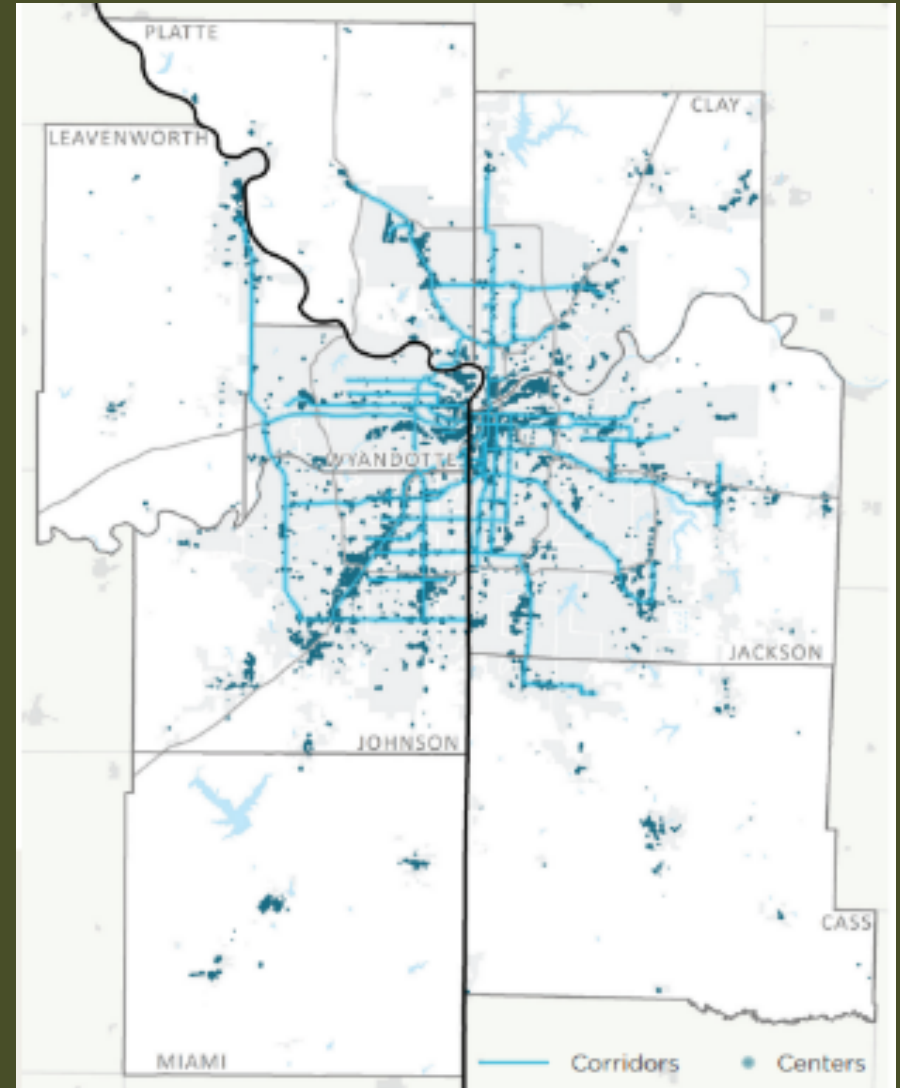 PLATTE
CLAY
LEAVENWORTH
WYANDOTTE
JACKSON
JOHNSON
CASS
MIAMI
Corridors
Centers